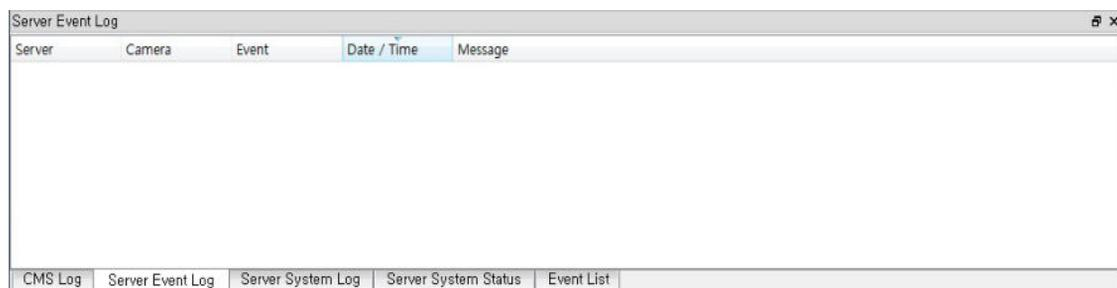 Server Event Log
Server Camera Event Date / Time Message
CMS Log Server Event Log Server System Log Server System Status Event List